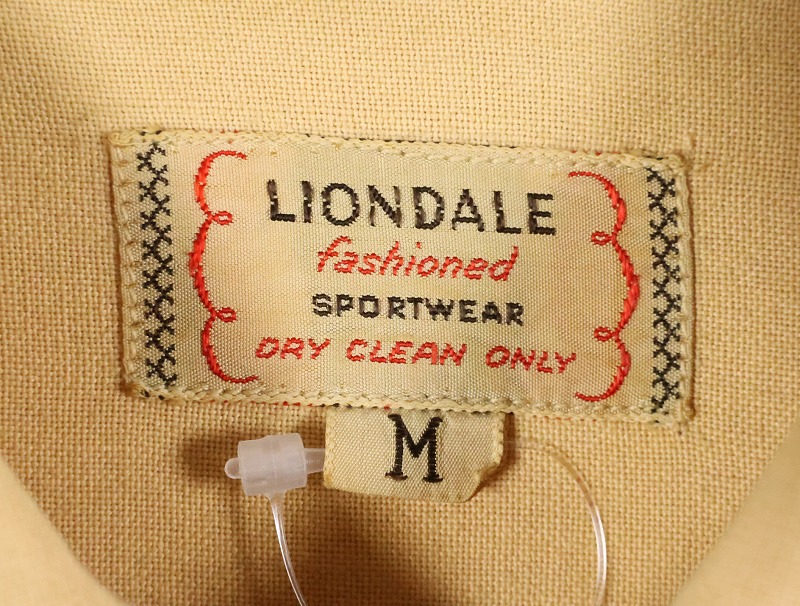 LIONDALE
fashioned
SPORTWEAR
DRY CLEAN ONLY
M